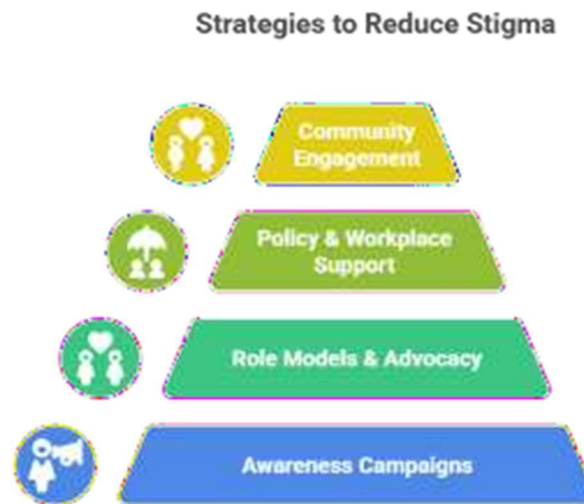 Strategies to Reduce Stigma
Community
Engagement
Policy & Workplace
Support
Role Models & Advocacy
Awareness Campaigns